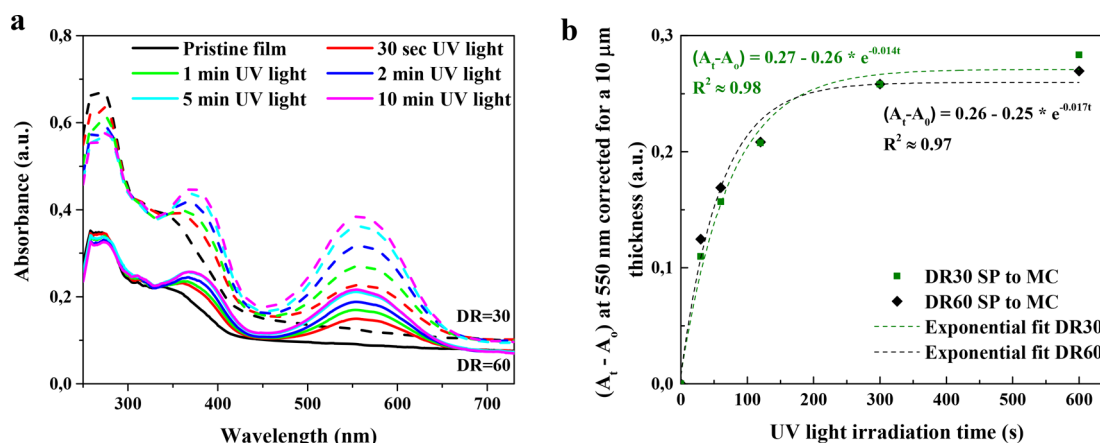 a
Pristine film
30 sec UV light
1 min UV light
2 min UV light
5 min UV light
10 min UV light
0,8
0,6
0,4
0,2
0,0
Absorbance (a.u.)
DR=30
DR=60
300
400
500
600
700
Wavelength (nm)
b
(Aₜ - A₀) at 550 nm corrected for a 10 μm
thickness (a.u.)
0,3
0,2
0,1
0,0
(Aₜ-Aₒ) = 0.27 - 0.26 * e^-0.014t
R² ≈ 0.98
(Aₜ-A₀) = 0.26 - 0.25 * e^-0.017t
R² ≈ 0.97
DR30 SP to MC
DR60 SP to MC
Exponential fit DR30
Exponential fit DR60
0
100
200
300
400
500
600
UV light irradiation time (s)